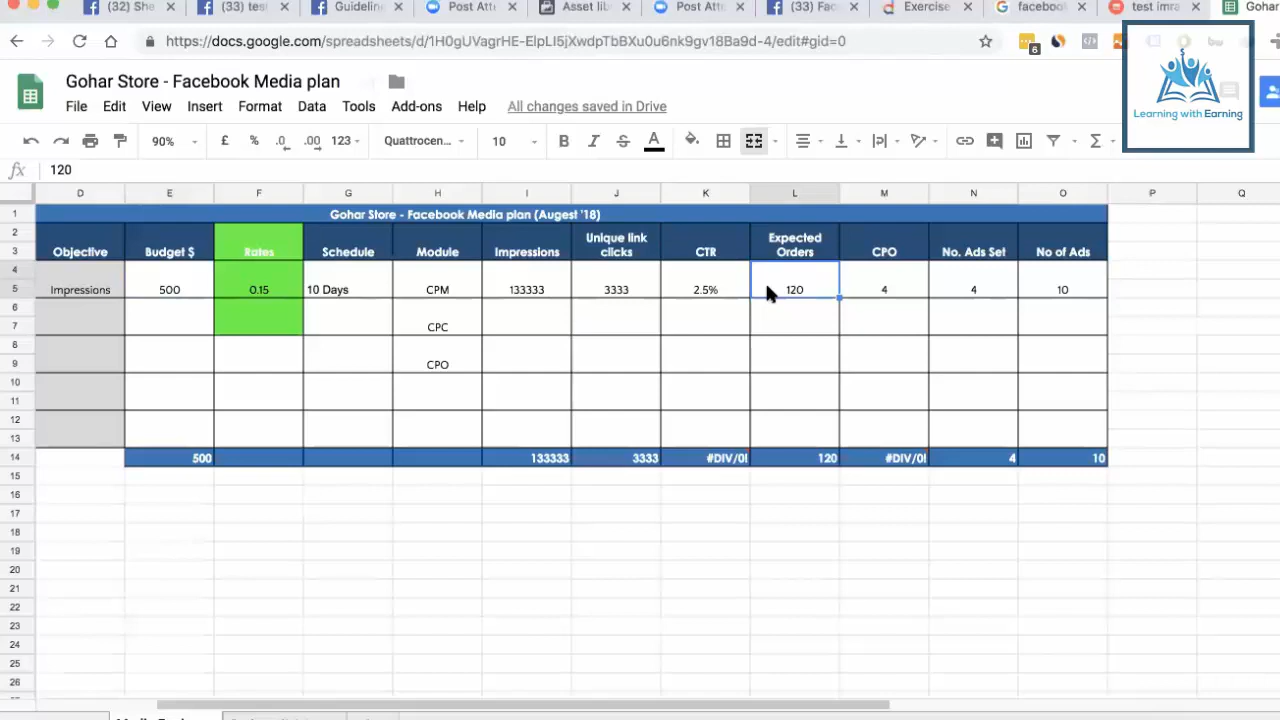 (32) She
(33) test
Guideline
Post Atte
Asset lib
Post Att
(33) Fac
Exercise
facebook
test imra
Gohar
https://docs.google.com/spreadsheets/d/1H0gUVagrHE-ElpLI5jXwdpTbBXu0u6nk9gv18Ba9d-4/edit#gid=0
6
Gohar Store - Facebook Media plan
File Edit View Insert Format Data Tools Add-ons Help All changes saved in Drive
Learning with Earning
90% £ % .0 .00 123 Quattrocen... 10 B I S A Σ
fx 120
D E F G H I J K L M N O P Q
1 Gohar Store - Facebook Media plan (Augest '18)
2
3 Objective Budget $ Rates Schedule Module Impressions Unique link clicks CTR Expected Orders CPO No. Ads Set No of Ads
4
5 Impressions 500 0.15 10 Days CPM 133333 3333 2.5% 120 4 4 10
6
7 CPC
8
9 CPO
10
11
12
13
14 500 133333 3333 #DIV/0! 120 #DIV/0! 4 10
15
16
17
18
19
20
21
22
23
24
25
26